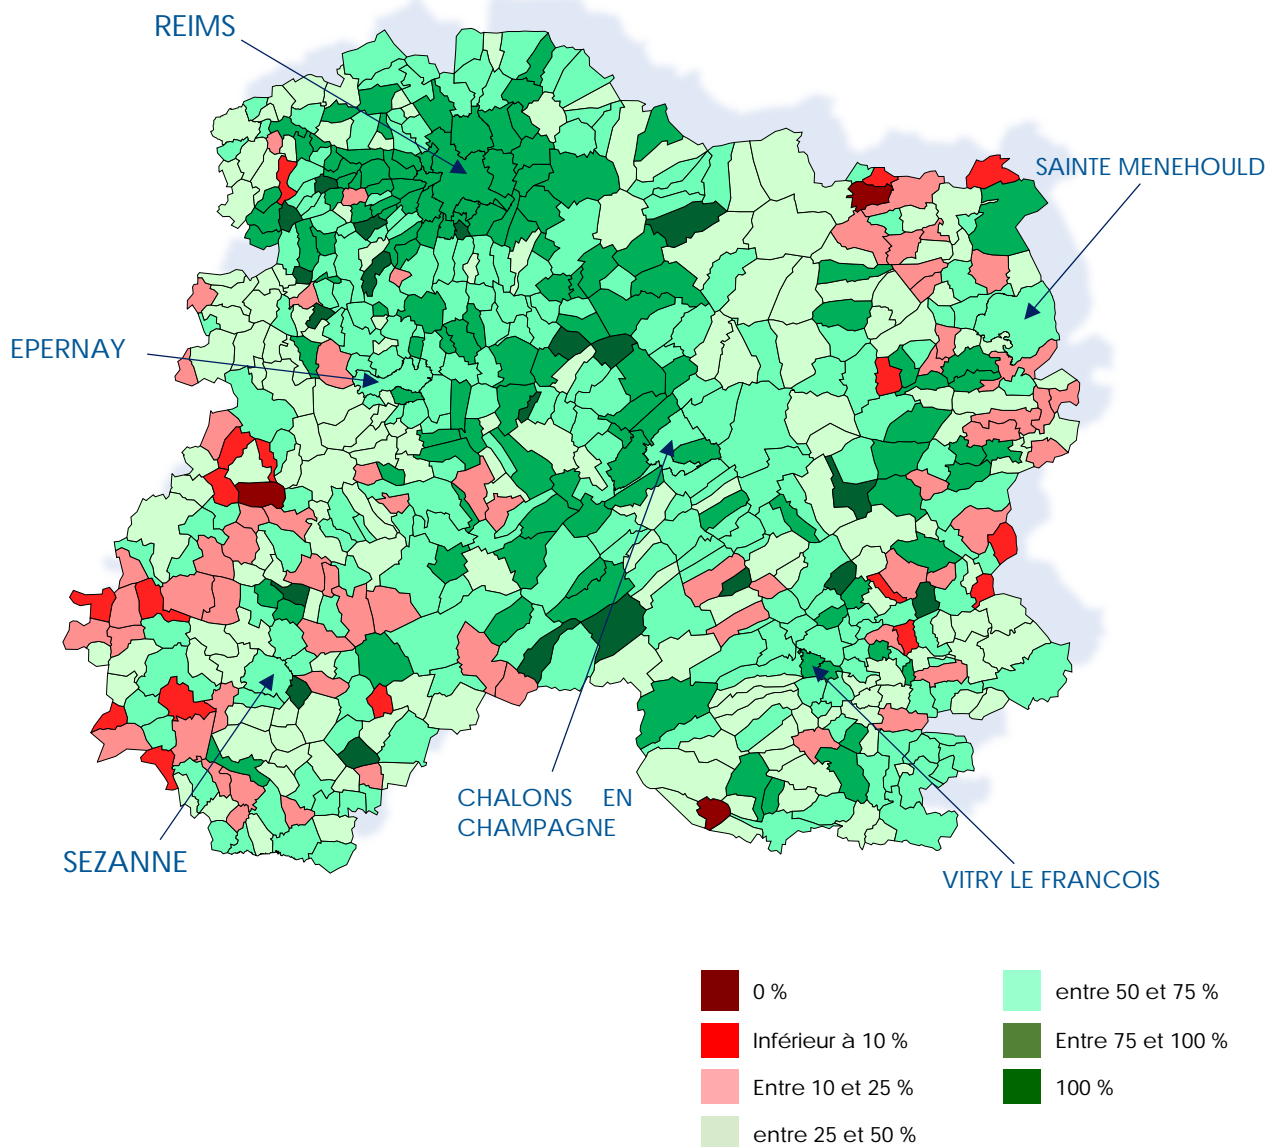 REIMS
SAINTE MENEHOULD
EPERNAY
CHALONS EN
CHAMPAGNE
SEZANNE
VITRY LE FRANCOIS
0 %
Inférieur à 10 %
Entre 10 et 25 %
entre 25 et 50 %
entre 50 et 75 %
Entre 75 et 100 %
100 %